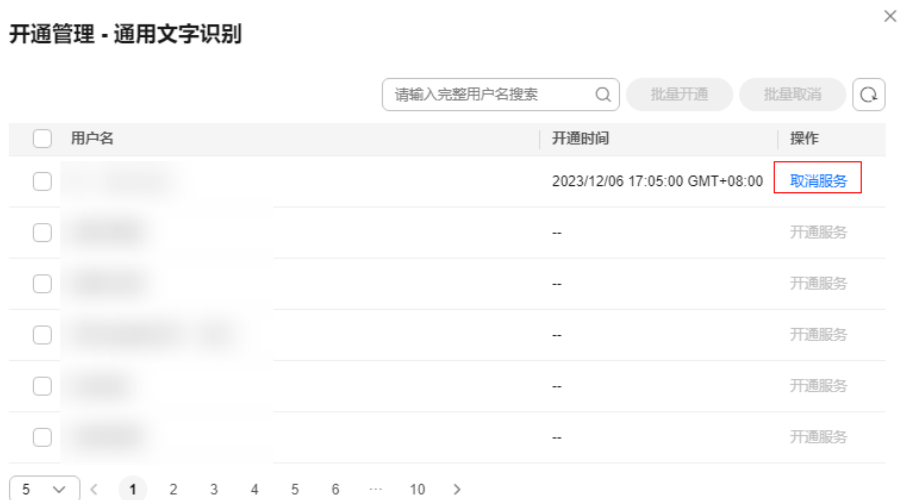 开通管理 - 通用文字识别
请输入完整用户名搜索 批量开通 批量取消
用户名 开通时间 操作
2023/12/06 17:05:00 GMT+08:00 取消服务
-- 开通服务
-- 开通服务
-- 开通服务
-- 开通服务
-- 开通服务
5 1 2 3 4 5 6 ... 10